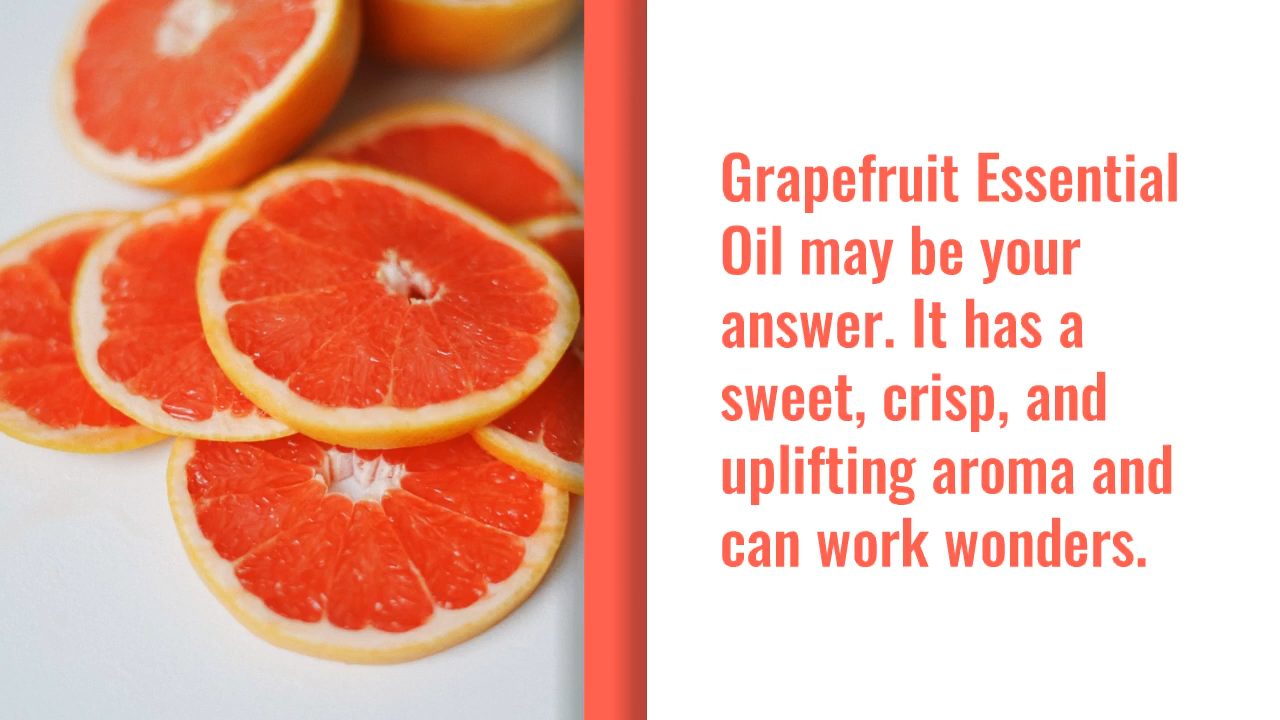 Grapefruit Essential
Oil may be your
answer. It has a
sweet, crisp, and
uplifting aroma and
can work wonders.